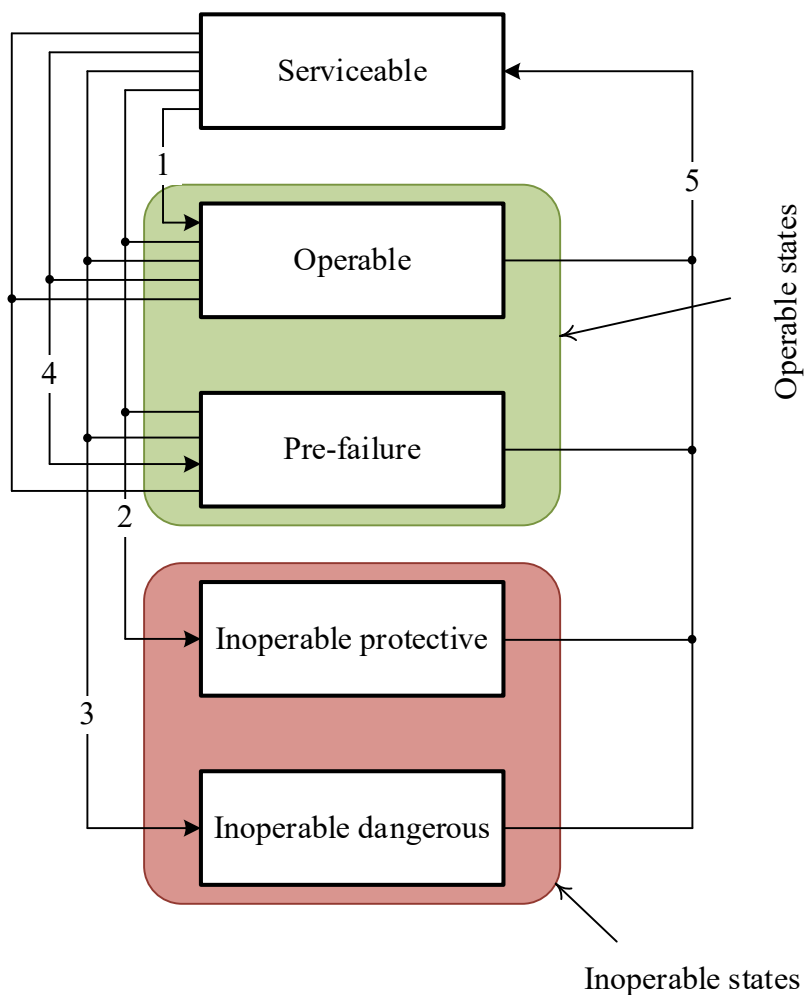 Serviceable
1
5
Operable
Operable states
4
Pre-failure
2
Inoperable protective
3
Inoperable dangerous
Inoperable states